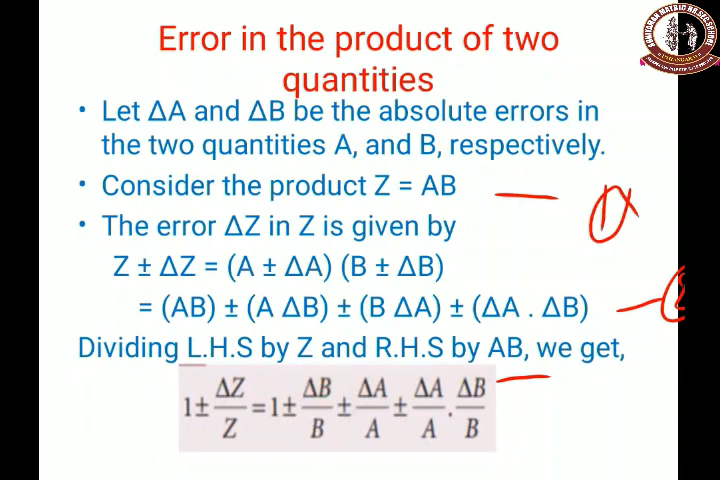 Error in the product of two
quantities
• Let ΔA and ΔB be the absolute errors in
the two quantities A, and B, respectively.
• Consider the product Z = AB
• The error ΔZ in Z is given by
Z ± ΔZ = (A ± ΔA) (B ± ΔB)
= (AB) ± (A ΔB) ± (B ΔA) ± (ΔA . ΔB)
Dividing L.H.S by Z and R.H.S by AB, we get,
1± ΔZ/Z =1± ΔB/B ± ΔA/A ± ΔA/A . ΔB/B